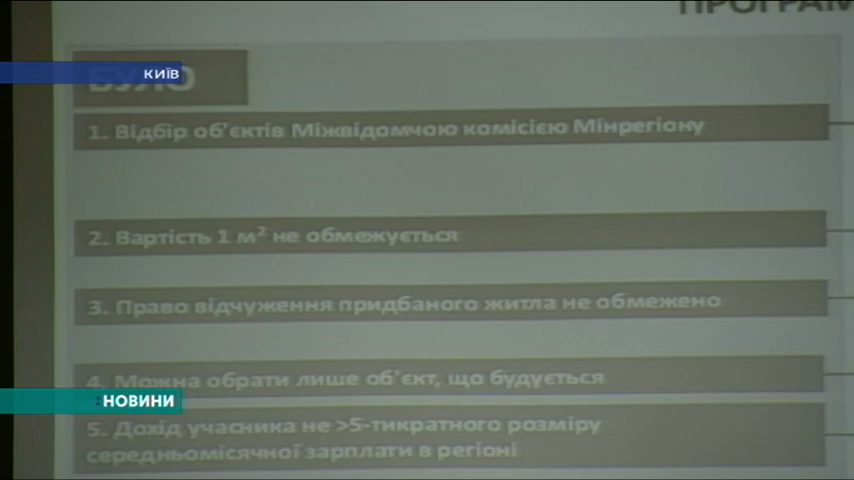 ПРОГРАМ
КИЇВ
БУЛО
1. Відбір об'єктів Міжвідомчою комісією Мінрегіону
2. Вартість 1 м² не обмежується
3. Право відчуження придбаного житла не обмежено
4. Можна обрати лише об'єкт, що будується
НОВИНИ
5. Дохід учасника не >5-тикратного розміру
середньомісячної зарплати в регіоні